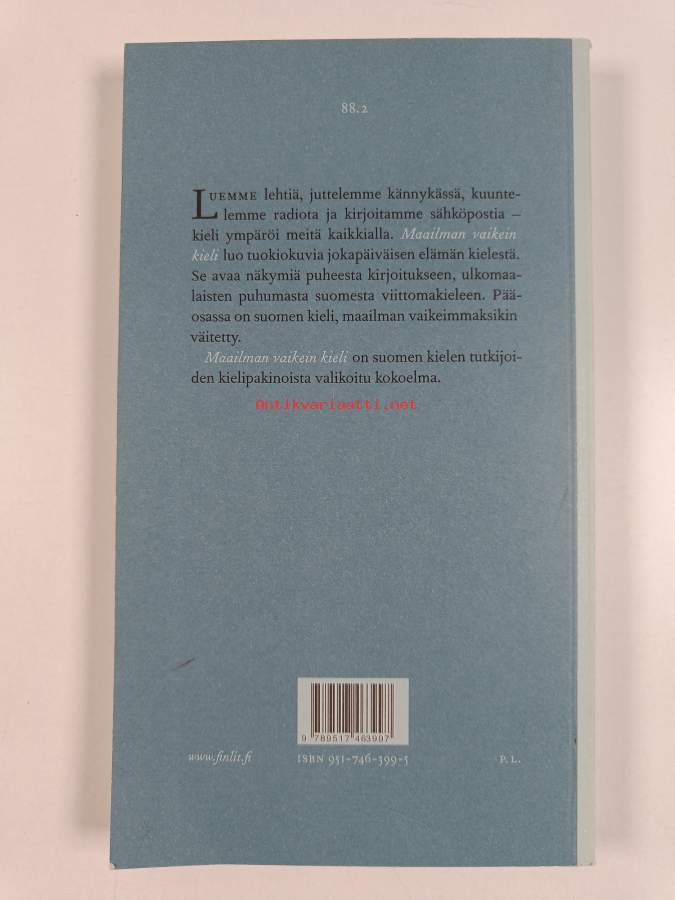 88.2
LUEMME lehtiä, juttelemme kännykässä, kuunte-
lemme radiota ja kirjoitamme sähköpostia –
kieli ympäröi meitä kaikkialla. Maailman vaikein
kieli luo tuokiokuvia jokapäiväisen elämän kielestä.
Se avaa näkymiä puheesta kirjoitukseen, ulkomaa-
laisten puhumasta suomesta viittomakieleen. Pää-
osassa on suomen kieli, maailman vaikeimmaksikin
väitetty.
Maailman vaikein kieli on suomen kielen tutkijoi-
den kielipakinoista valikoitu kokoelma.
Antikvariaatti.net
9 789517 463997
www.finlit.fi ISBN 951-746-399-5 P.L.